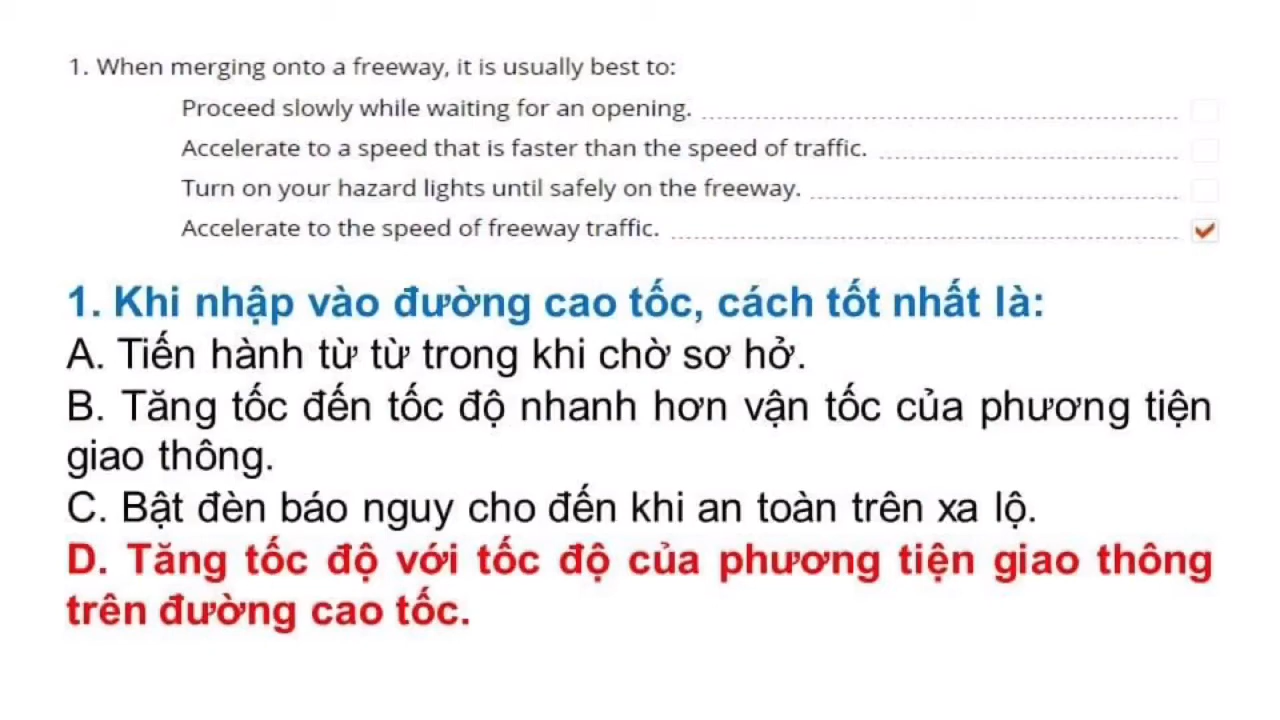 1. When merging onto a freeway, it is usually best to:
Proceed slowly while waiting for an opening.
Accelerate to a speed that is faster than the speed of traffic.
Turn on your hazard lights until safely on the freeway.
Accelerate to the speed of freeway traffic.
1. Khi nhập vào đường cao tốc, cách tốt nhất là:
A. Tiến hành từ từ trong khi chờ sơ hở.
B. Tăng tốc đến tốc độ nhanh hơn vận tốc của phương tiện
giao thông.
C. Bật đèn báo nguy cho đến khi an toàn trên xa lộ.
D. Tăng tốc độ với tốc độ của phương tiện giao thông
trên đường cao tốc.